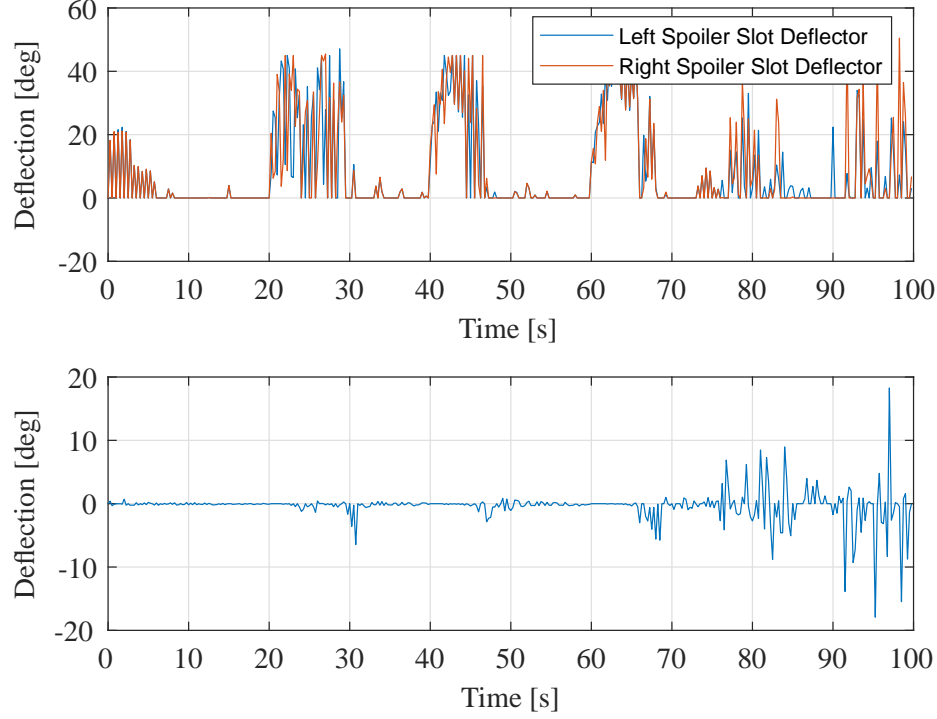 Deflection [deg]
60
40
20
0
-20
Left Spoiler Slot Deflector
Right Spoiler Slot Deflector
0 10 20 30 40 50 60 70 80 90 100
Time [s]
Deflection [deg]
20
10
0
-10
-20
0 10 20 30 40 50 60 70 80 90 100
Time [s]